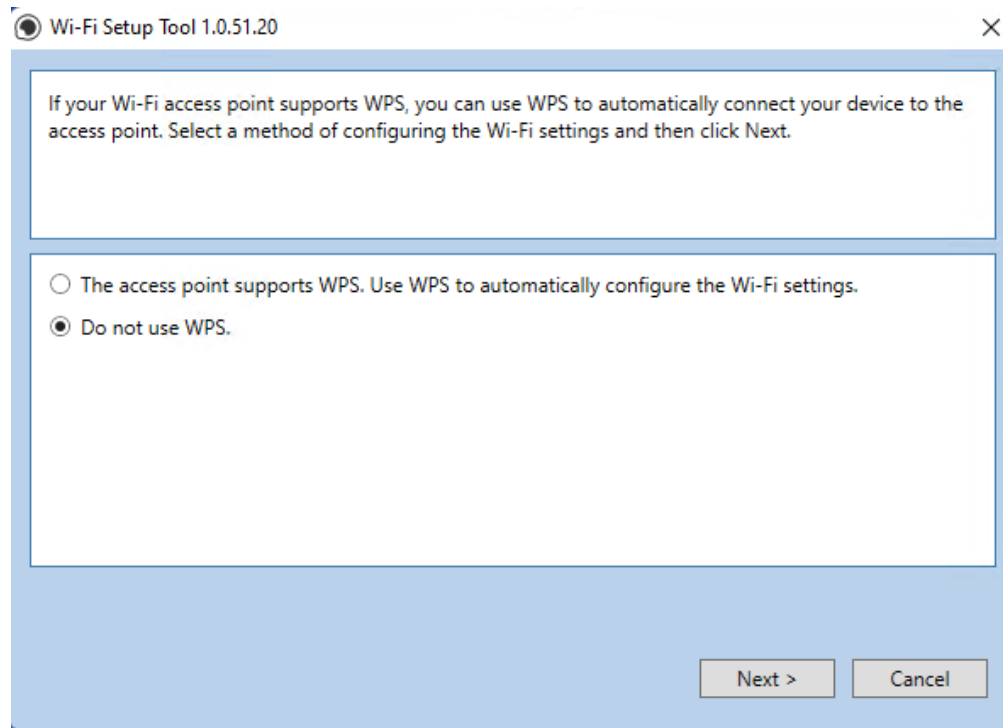 Wi-Fi Setup Tool 1.0.51.20
If your Wi-Fi access point supports WPS, you can use WPS to automatically connect your device to the
access point. Select a method of configuring the Wi-Fi settings and then click Next.
The access point supports WPS. Use WPS to automatically configure the Wi-Fi settings.
Do not use WPS.
Next >
Cancel